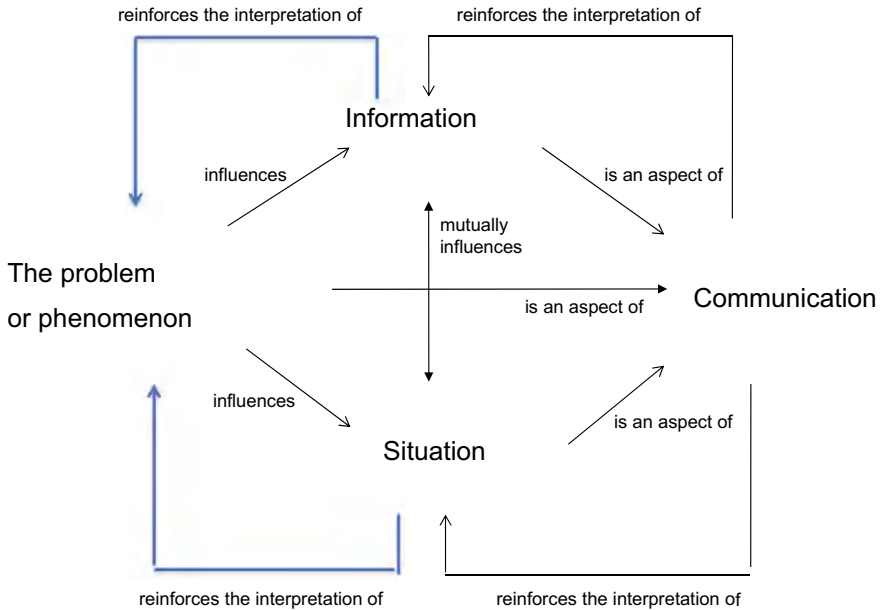 reinforces the interpretation of
reinforces the interpretation of
Information
influences
is an aspect of
mutually
influences
The problem
or phenomenon
is an aspect of
Communication
influences
is an aspect of
Situation
reinforces the interpretation of
reinforces the interpretation of